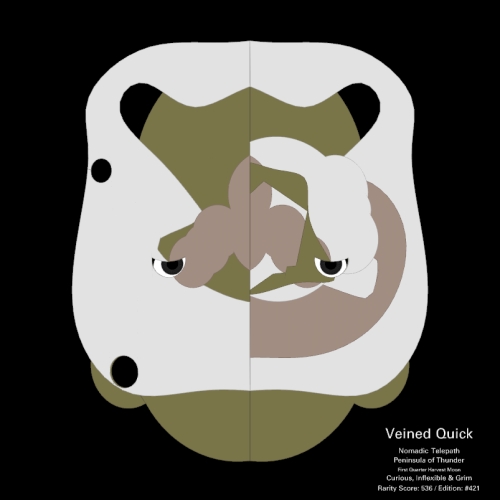 Veined Quick
Nomadic Telepath
Peninsula of Thunder
First Quarter Harvest Moon
Curious, Inflexible & Grim
Rarity Score: 536 / Edition: #421